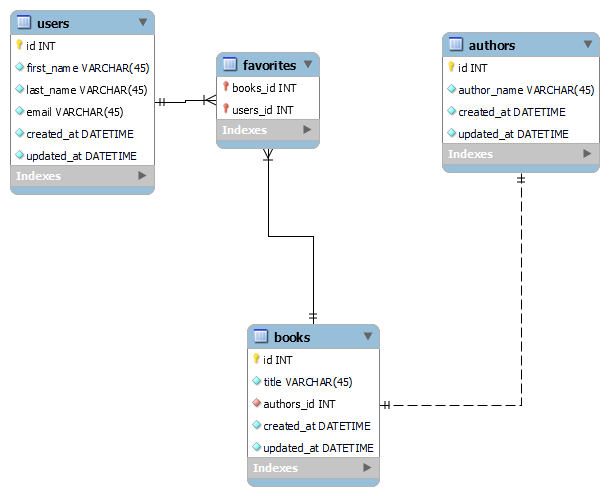 users
id INT
first_name VARCHAR(45)
last_name VARCHAR(45)
email VARCHAR(45)
created_at DATETIME
updated_at DATETIME
Indexes
favorites
books_id INT
users_id INT
Indexes
authors
id INT
author_name VARCHAR(45)
created_at DATETIME
updated_at DATETIME
Indexes
books
id INT
title VARCHAR(45)
authors_id INT
created_at DATETIME
updated_at DATETIME
Indexes